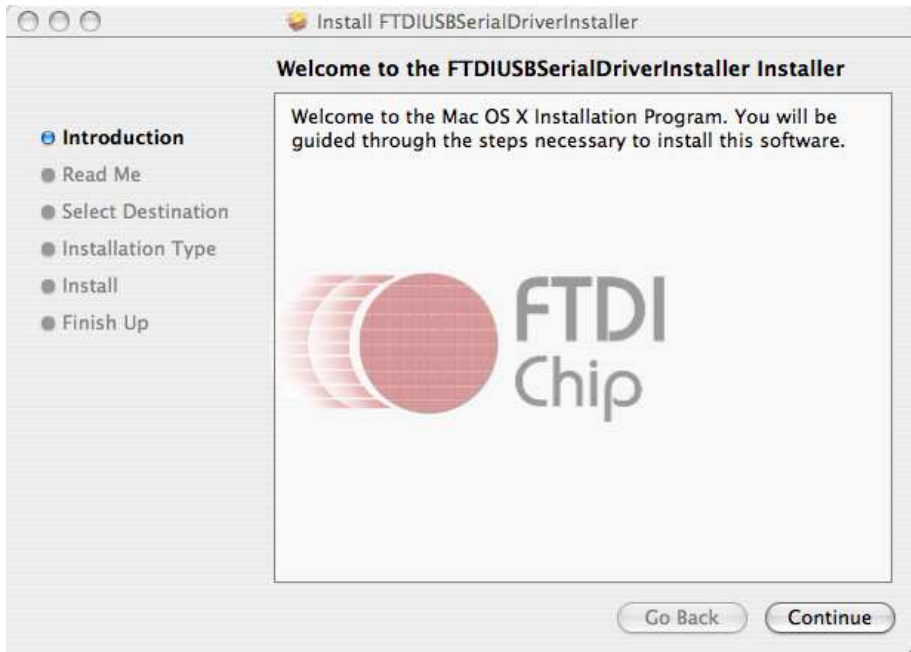 Install FTDIUSBSerialDriverInstaller
Welcome to the FTDIUSBSerialDriverInstaller Installer
Introduction
Read Me
Select Destination
Installation Type
Install
Finish Up
Welcome to the Mac OS X Installation Program. You will be
guided through the steps necessary to install this software.
FTDI
Chip
Go Back
Continue